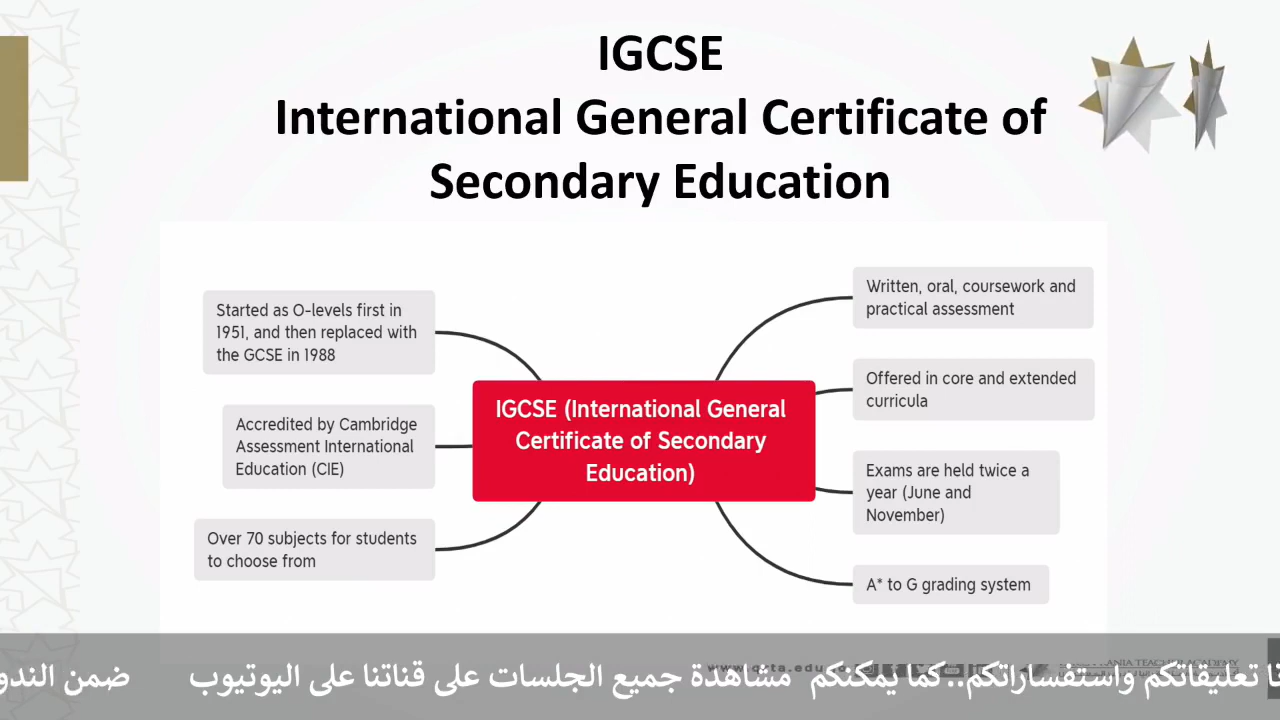 IGCSE
International General Certificate of
Secondary Education
Started as O-levels first in
1951, and then replaced with
the GCSE in 1988
Accredited by Cambridge
Assessment International
Education (CIE)
Over 70 subjects for students
to choose from
IGCSE (International General
Certificate of Secondary
Education)
Written, oral, coursework and
practical assessment
Offered in core and extended
curricula
Exams are held twice a
year (June and
November)
A* to G grading system
تعليقاتكم واستفساراتكم.. كما يمكنكم مشاهدة جميع الجلسات على قناتنا على اليوتيوب ضمن